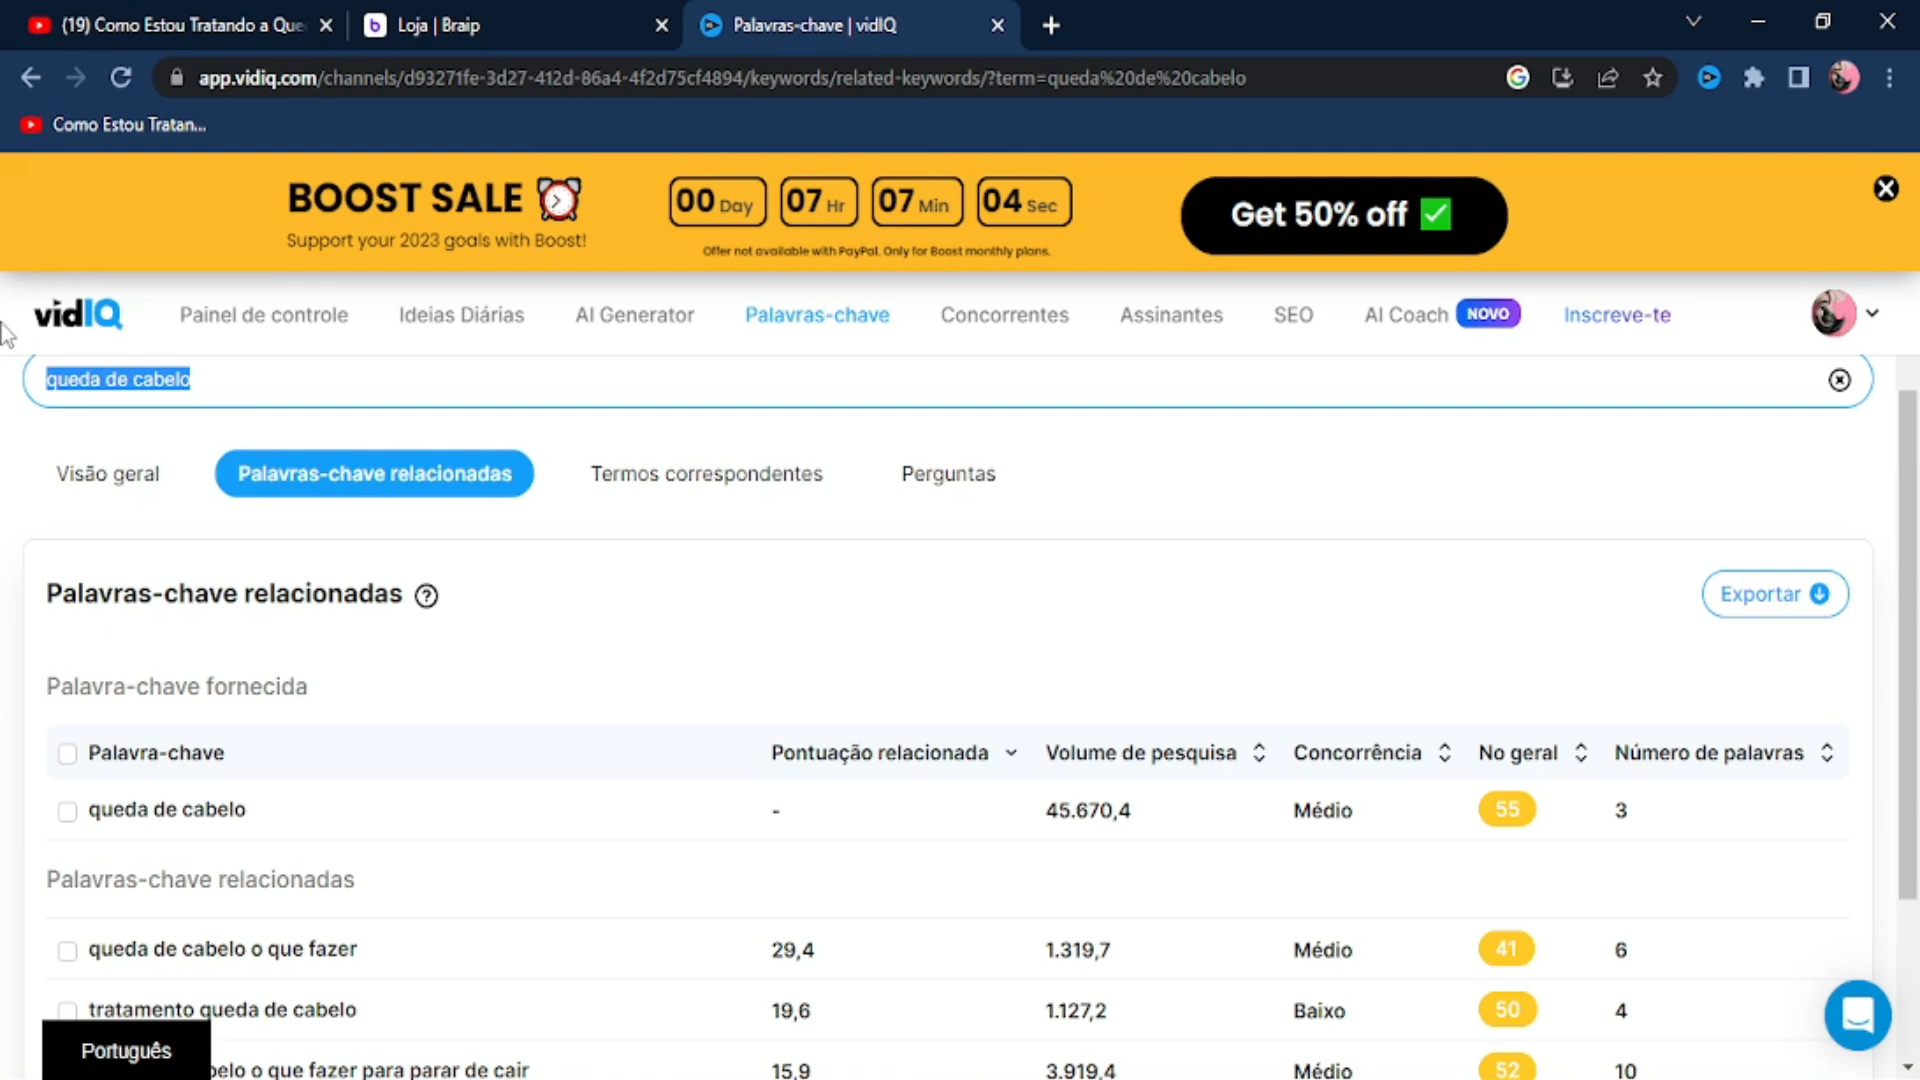 (19) Como Estou Tratando a Que
Loja | Braip
Palavras-chave | vidIQ
app.vidiq.com/channels/d93271fe-3d27-412d-86a4-4f2d75cf4894/keywords/related-keywords/?term=queda%20de%20cabelo
Como Estou Tratan...
BOOST SALE
00 Day 07 Hr 07 Min 04 Sec
Get 50% off
Support your 2023 goals with Boost!
Offer not available with PayPal. Only for Boost monthly plans.
vidIQ Painel de controle Ideias Diárias AI Generator Palavras-chave Concorrentes Assinantes SEO AI Coach NOVO Inscreve-te
queda de cabelo
Visão geral Palavras-chave relacionadas Termos correspondentes Perguntas
Palavras-chave relacionadas ?
Exportar
Palavra-chave fornecida
Palavra-chave Pontuação relacionada Volume de pesquisa Concorrência No geral Número de palavras
queda de cabelo - 45.670,4 Médio 55 3
Palavras-chave relacionadas
queda de cabelo o que fazer 29,4 1.319,7 Médio 41 6
tratamento queda de cabelo 19,6 1.127,2 Baixo 50 4
Português
belo o que fazer para parar de cair 15,9 3.919,4 Médio 52 10